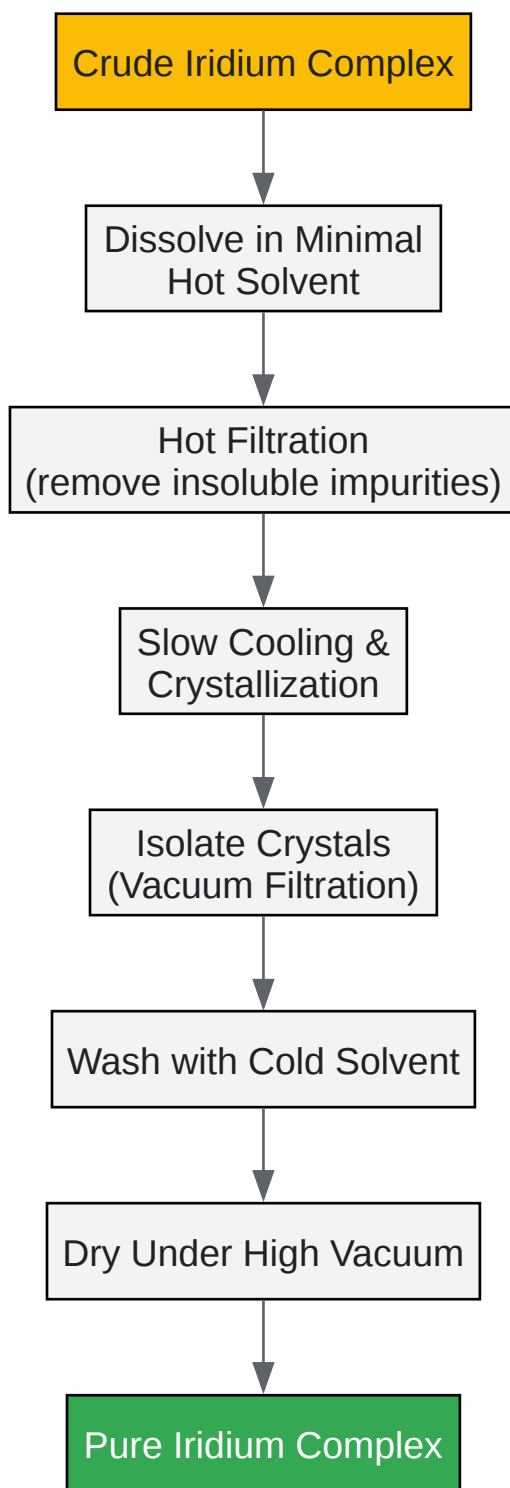 Crude Iridium Complex
Dissolve in Minimal
Hot Solvent
Hot Filtration
(remove insoluble impurities)
Slow Cooling &
Crystallization
Isolate Crystals
(Vacuum Filtration)
Wash with Cold Solvent
Dry Under High Vacuum
Pure Iridium Complex